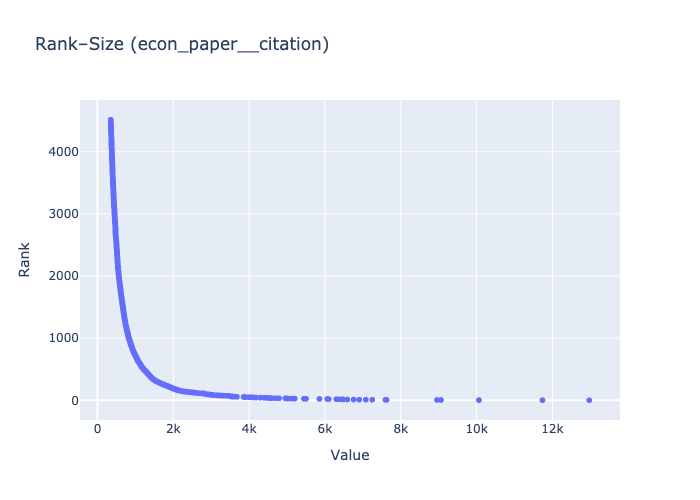 Rank−Size (econ_paper__citation)
4000
3000
2000
1000
0
Rank
0 2k 4k 6k 8k 10k 12k
Value